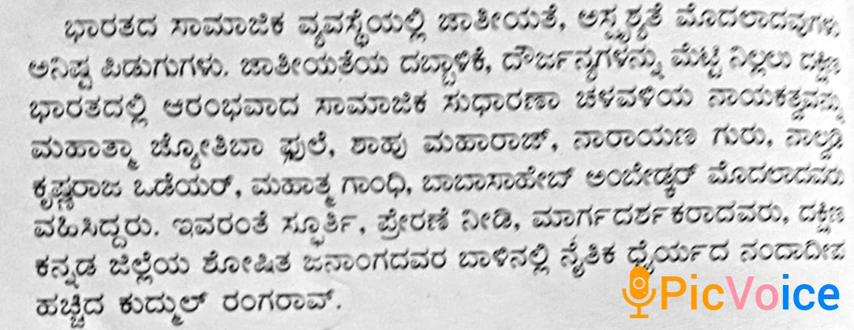 ಭಾರತದ ಸಾಮಾಜಿಕ ವ್ಯವಸ್ಥೆಯಲ್ಲಿ ಜಾತೀಯತೆ, ಅಸ್ಪೃಶ್ಯತೆ ಮೊದಲಾದವುಗಳು
ಅನಿಷ್ಟ ಪಿಡುಗುಗಳು. ಜಾತೀಯತೆಯ ದಬ್ಬಾಳಿಕೆ, ದೌರ್ಜನ್ಯಗಳನ್ನು ಮೆಟ್ಟಿ ನಿಲ್ಲಲು ದಕ್ಷಿಣ
ಭಾರತದಲ್ಲಿ ಆರಂಭವಾದ ಸಾಮಾಜಿಕ ಸುಧಾರಣಾ ಚಳವಳಿಯ ನಾಯಕತ್ವವನ್ನು
ಮಹಾತ್ಮಾ ಜ್ಯೋತಿಬಾ ಫುಲೆ, ಶಾಹು ಮಹಾರಾಜ್, ನಾರಾಯಣ ಗುರು, ನಾಲ್ವಡಿ
ಕೃಷ್ಣರಾಜ ಒಡೆಯರ್, ಮಹಾತ್ಮ ಗಾಂಧಿ, ಬಾಬಾಸಾಹೇಬ್ ಅಂಬೇಡ್ಕರ್ ಮೊದಲಾದವರು
ವಹಿಸಿದ್ದರು. ಇವರಂತೆ ಸ್ಫೂರ್ತಿ, ಪ್ರೇರಣೆ ನೀಡಿ, ಮಾರ್ಗದರ್ಶಕರಾದವರು, ದಕ್ಷಿಣ
ಕನ್ನಡ ಜಿಲ್ಲೆಯ ಶೋಷಿತ ಜನಾಂಗದವರ ಬಾಳಿನಲ್ಲಿ ನೈತಿಕ ಧೈರ್ಯದ ನಂದಾದೀಪ
ಹಚ್ಚಿದ ಕುದ್ಮುಲ್ ರಂಗರಾವ್.
PicVoice